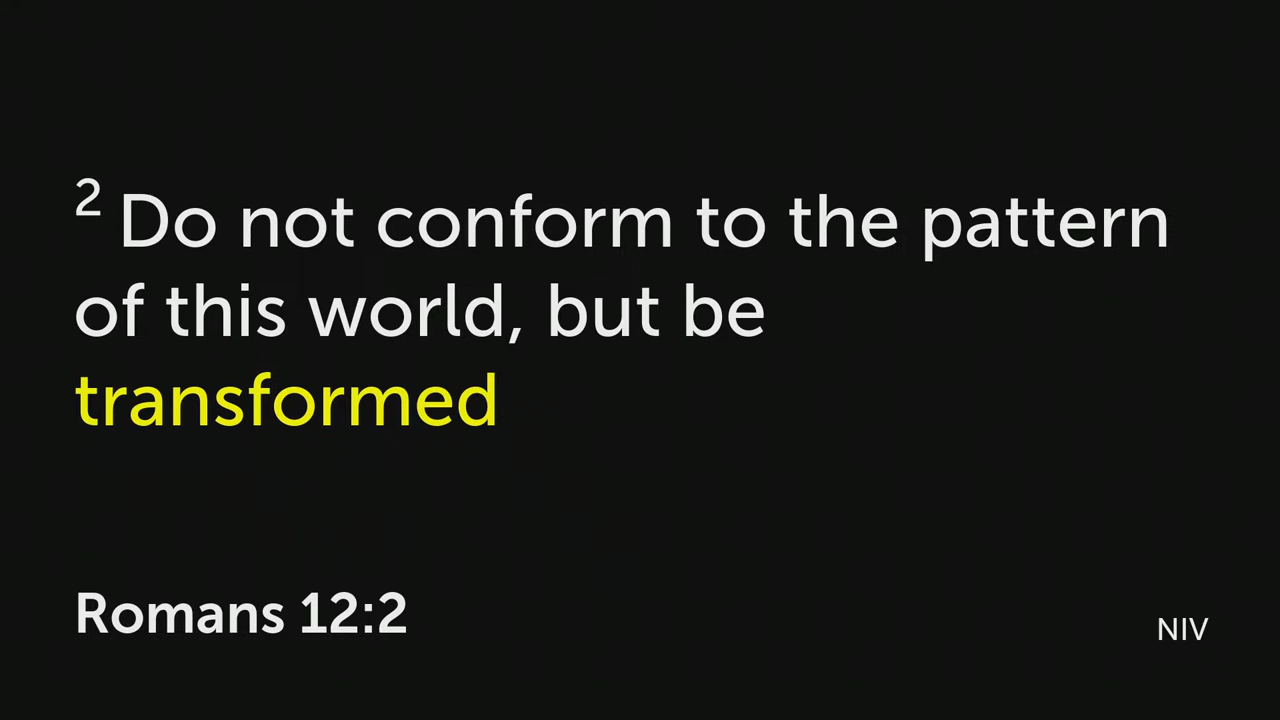 2 Do not conform to the pattern
of this world, but be
transformed
Romans 12:2
NIV